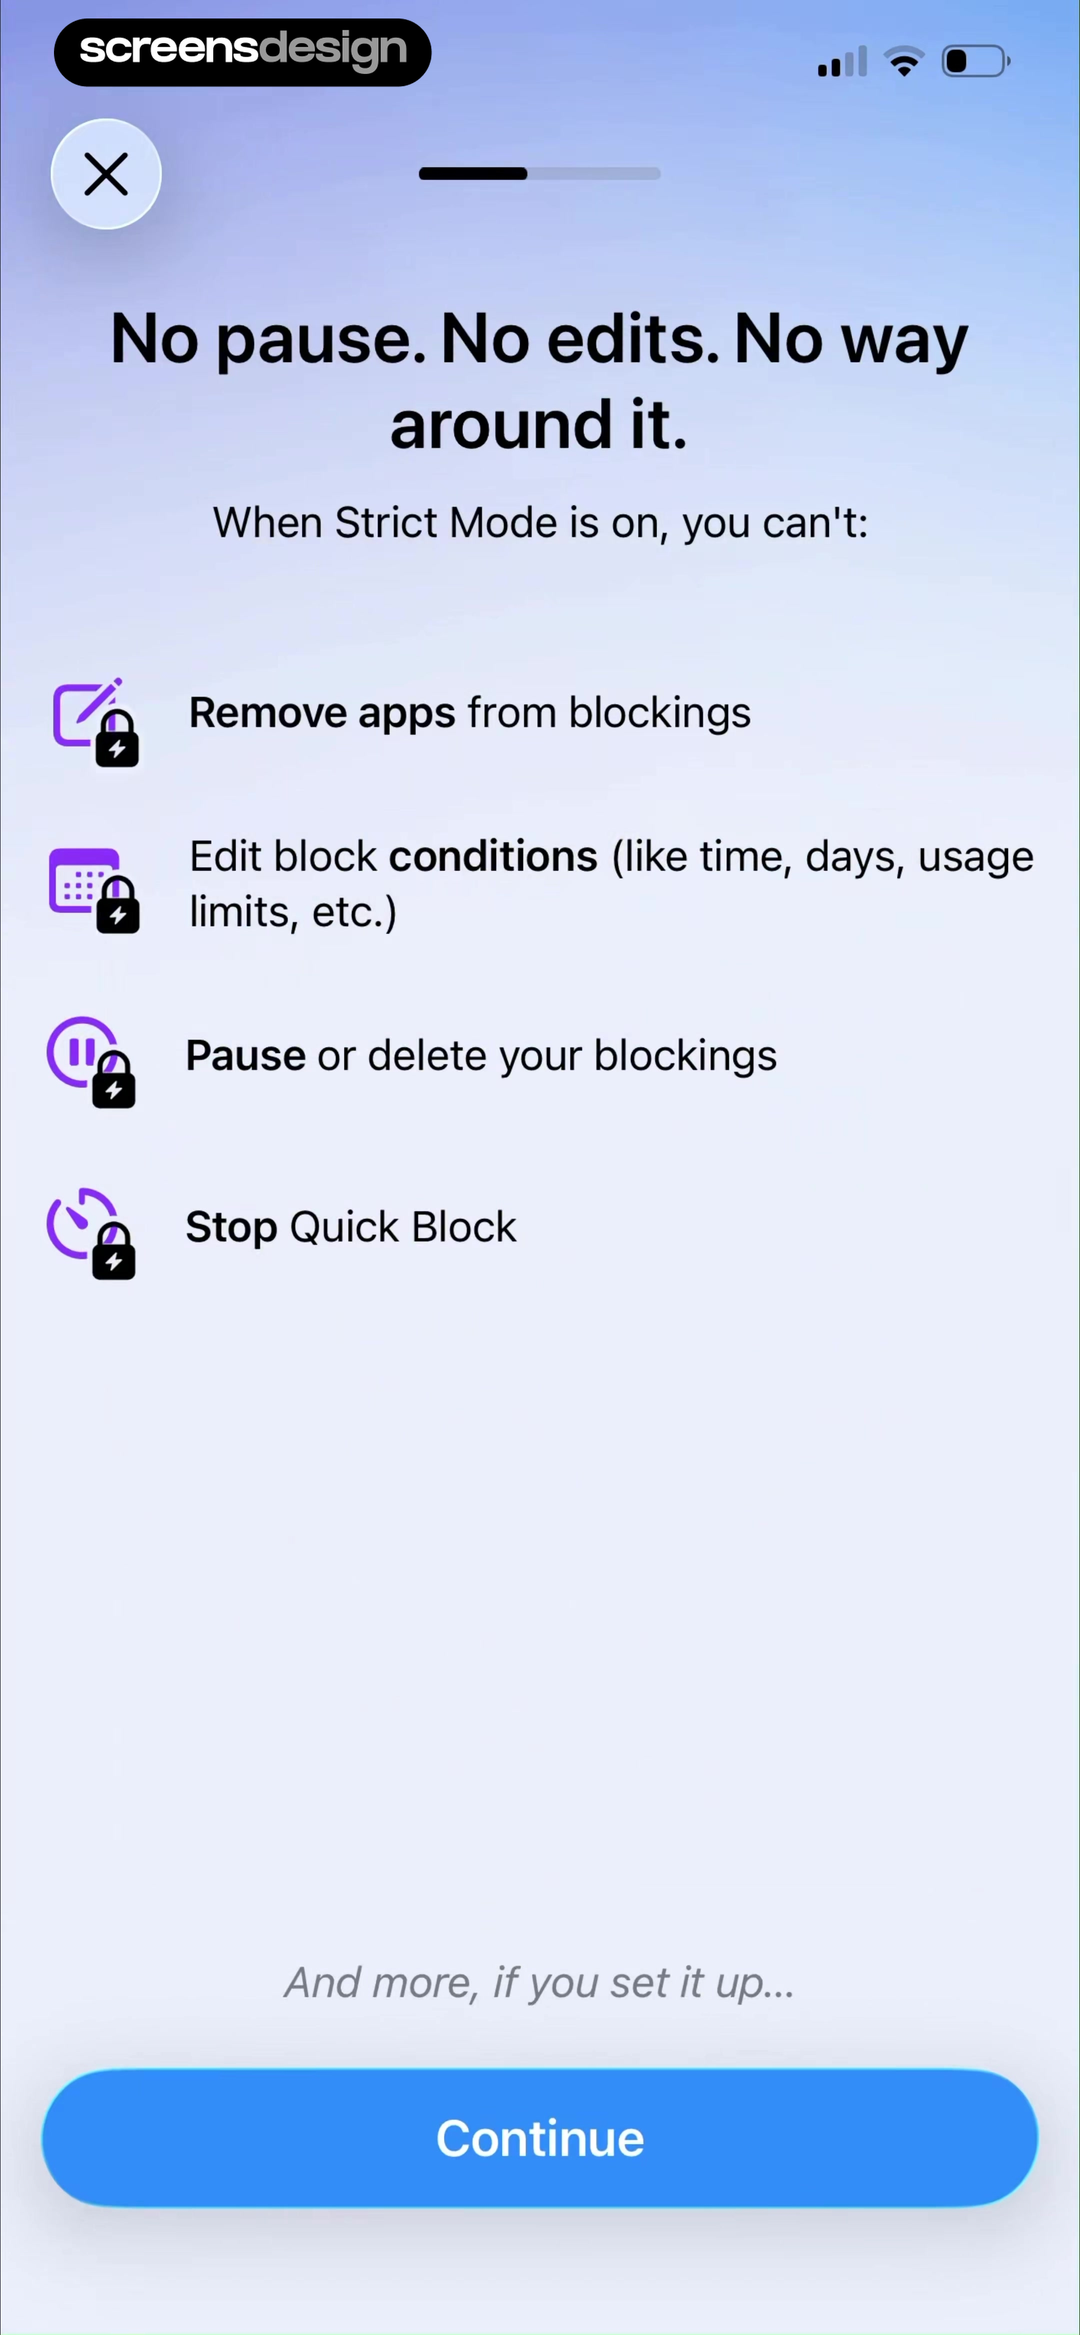 screensdesign
No pause. No edits. No way
around it.
When Strict Mode is on, you can't:
Remove apps from blockings
Edit block conditions (like time, days, usage
limits, etc.)
Pause or delete your blockings
Stop Quick Block
And more, if you set it up...
Continue